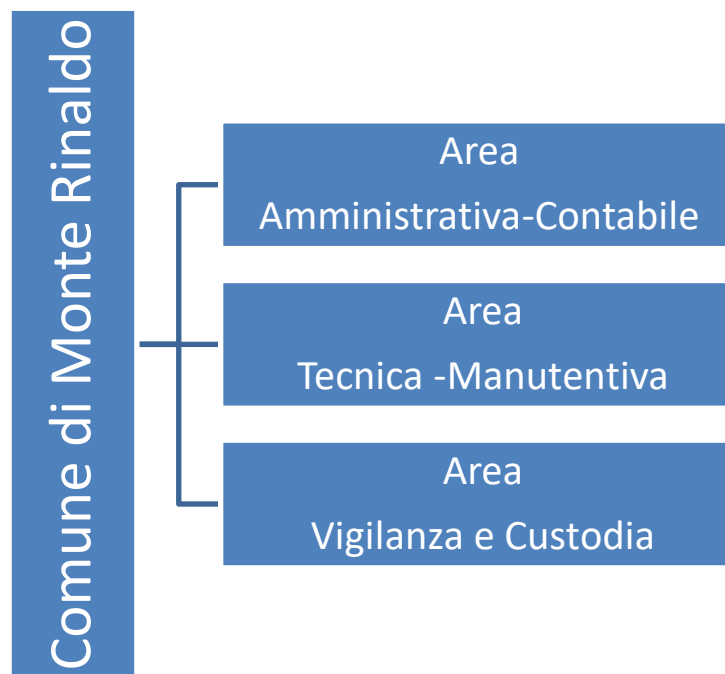 Comune di Monte Rinaldo
Area
Amministrativa-Contabile
Area
Tecnica -Manutentiva
Area
Vigilanza e Custodia